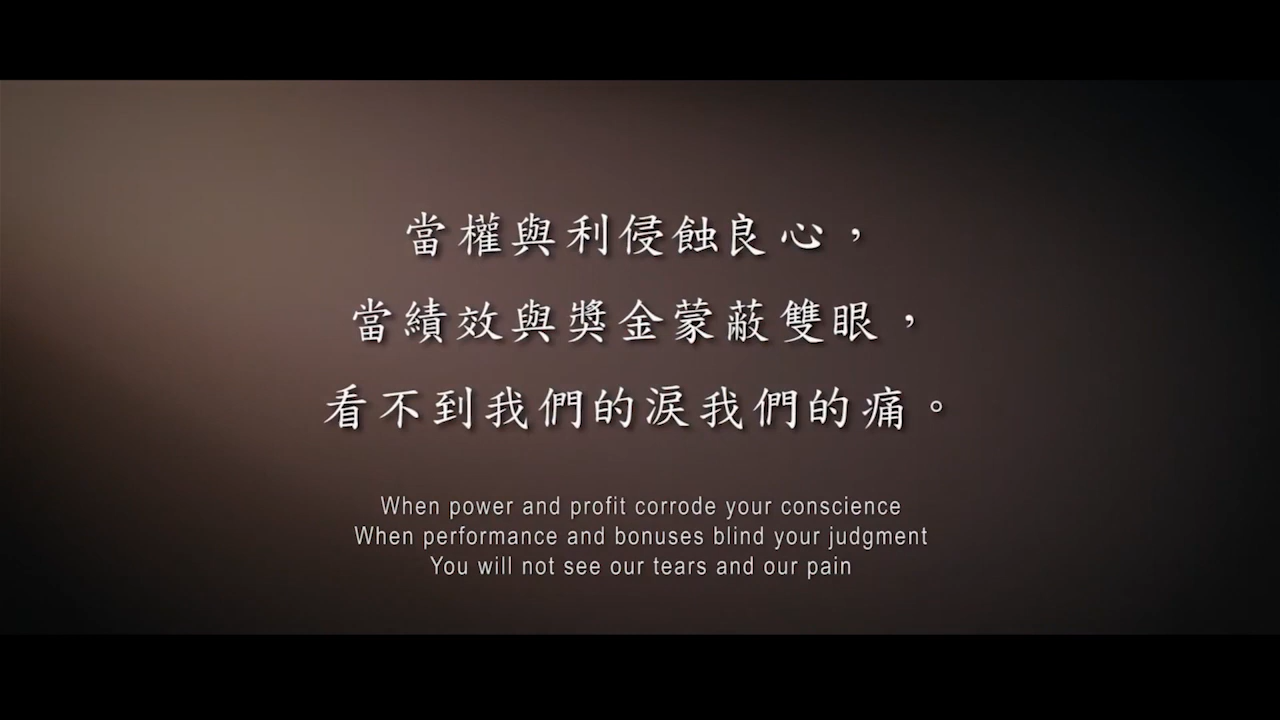 當權與利侵蝕良心，
當績效與獎金蒙蔽雙眼，
看不到我們的淚我們的痛。
When power and profit corrode your conscience
When performance and bonuses blind your judgment
You will not see our tears and our pain